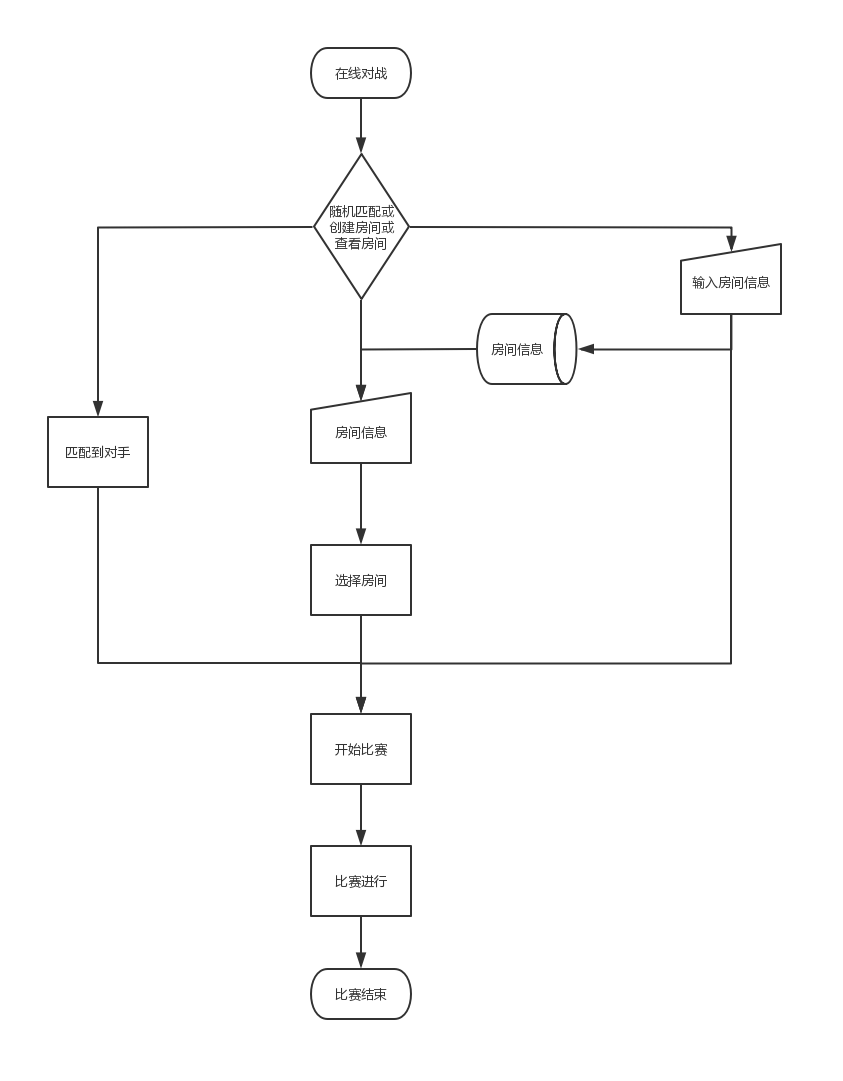 在线对战
随机匹配或
创建房间或
查看房间
输入房间信息
房间信息
房间信息
匹配到对手
选择房间
开始比赛
比赛进行
比赛结束